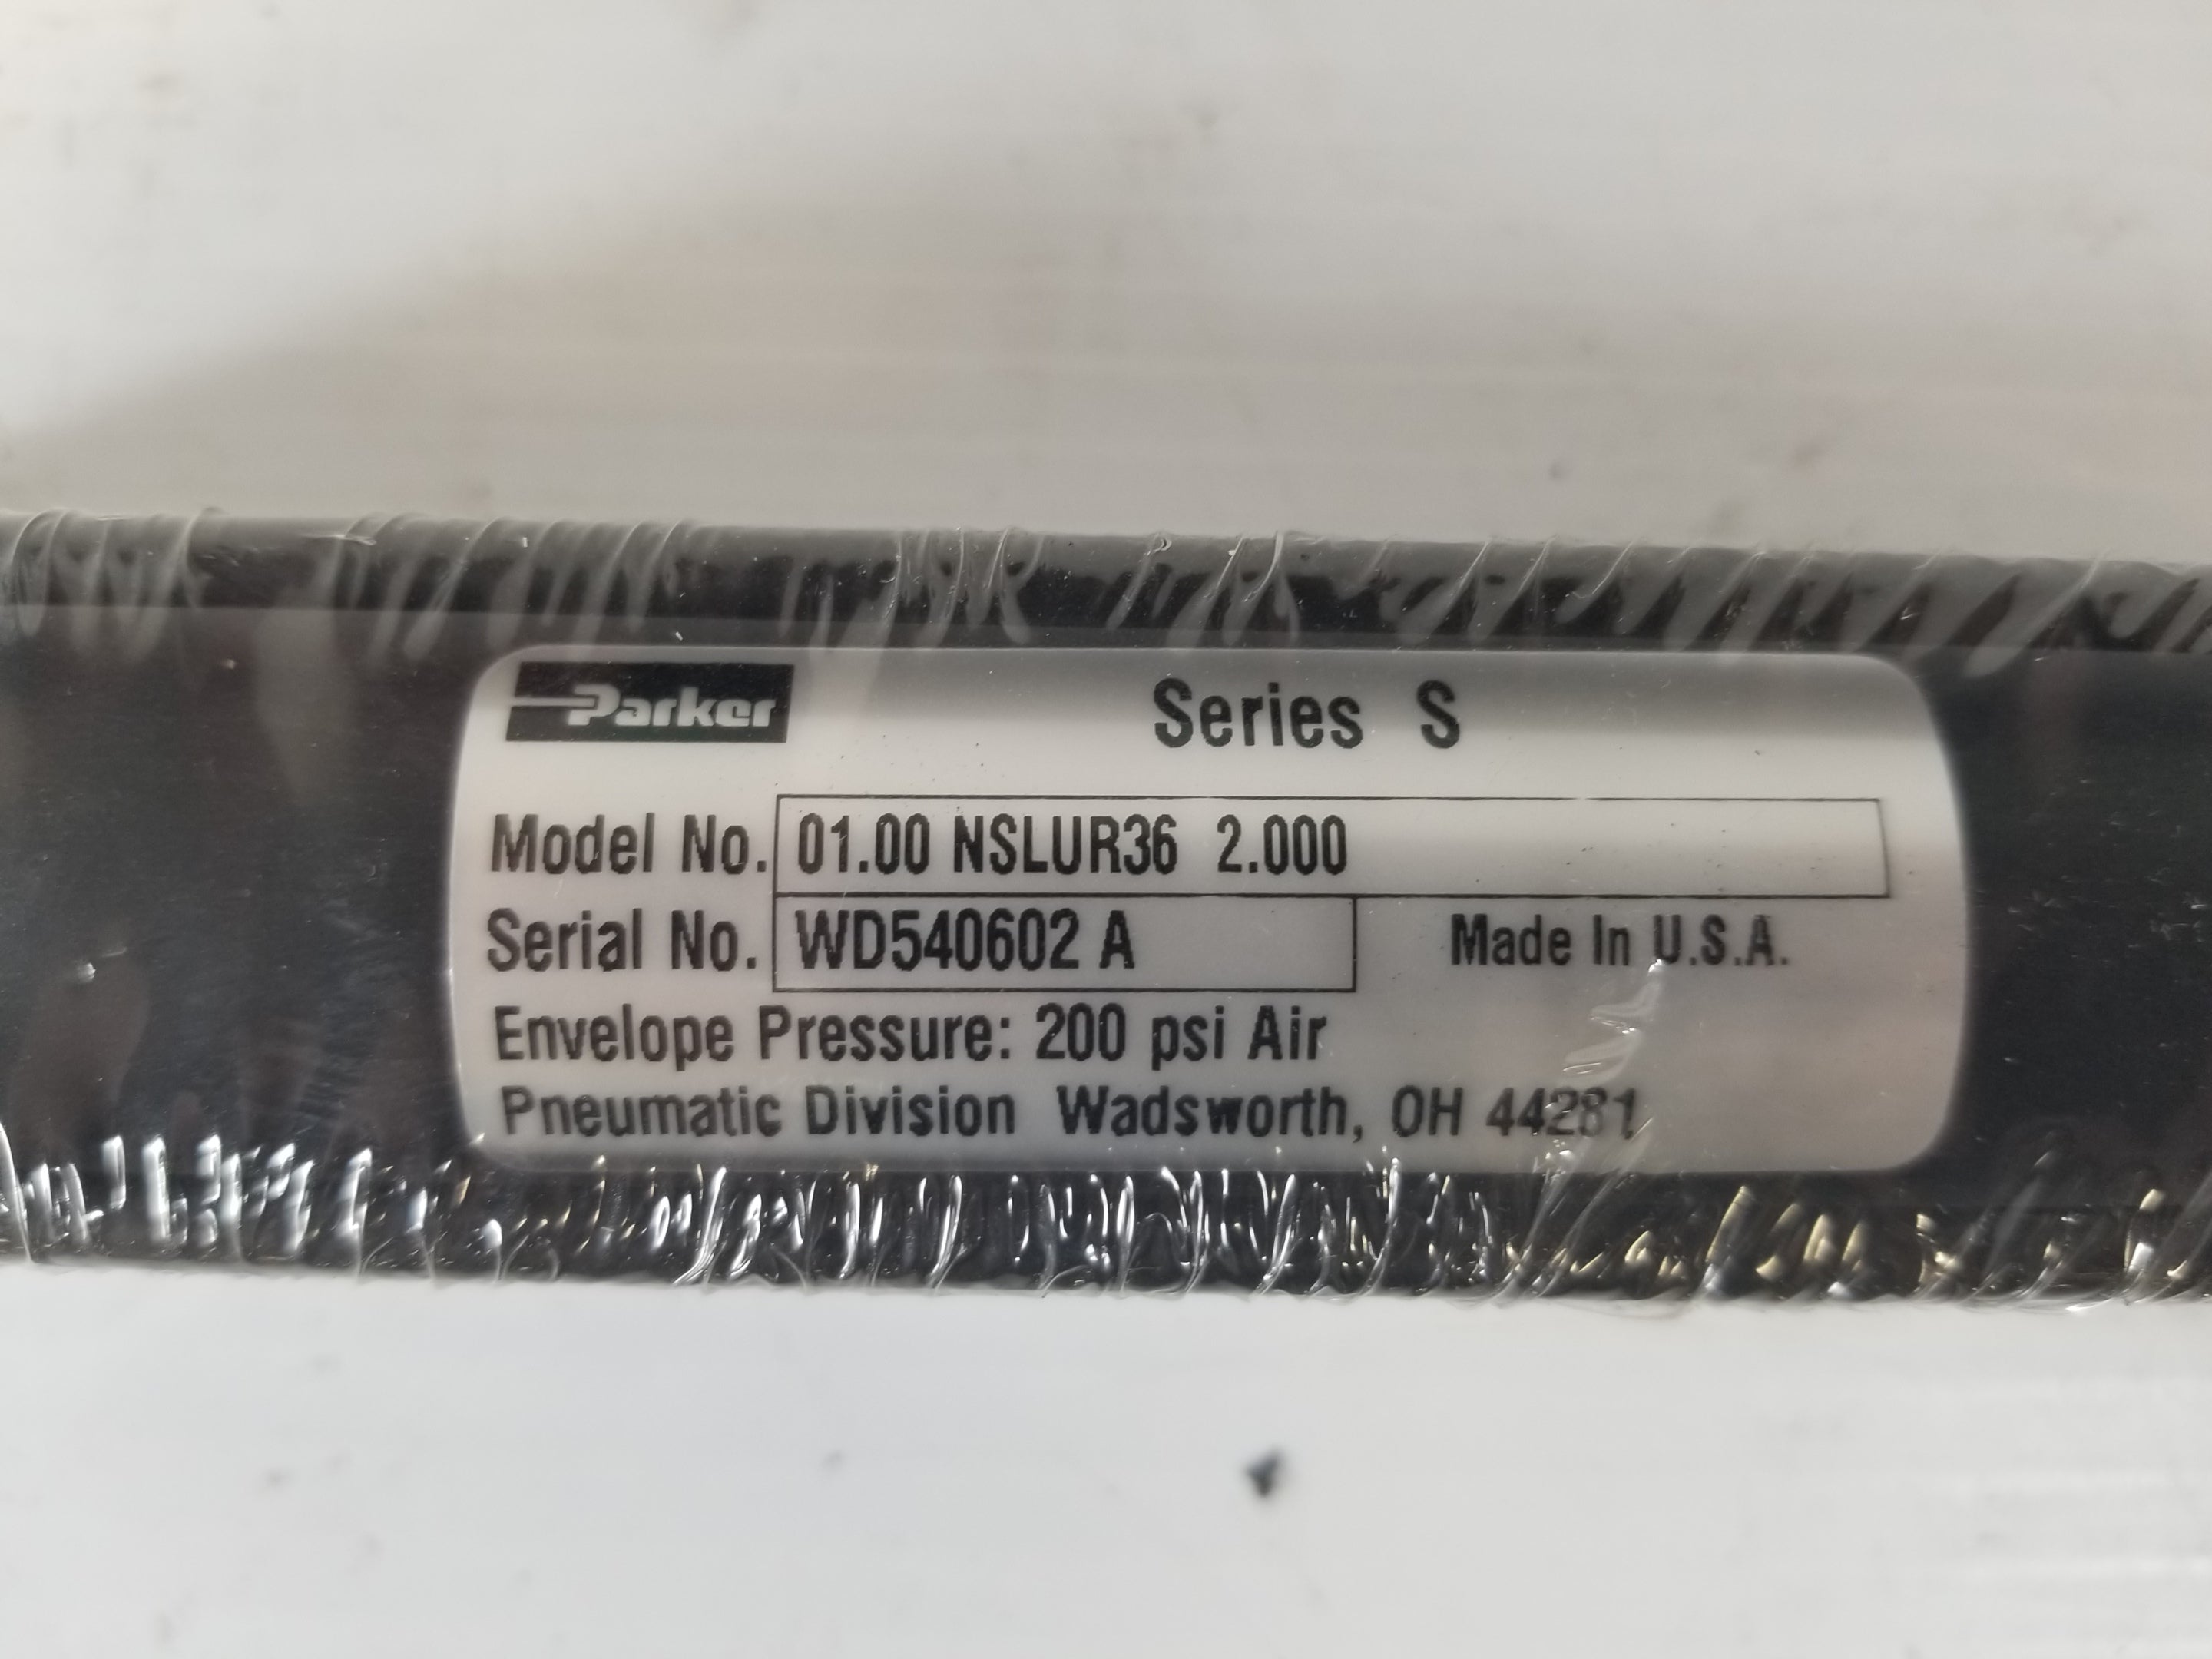 Parker Series S
Model No. 01.00 NSLUR36 2.000
Serial No. WD540602 A Made In U.S.A.
Envelope Pressure: 200 psi Air
Pneumatic Division Wadsworth, OH 44281